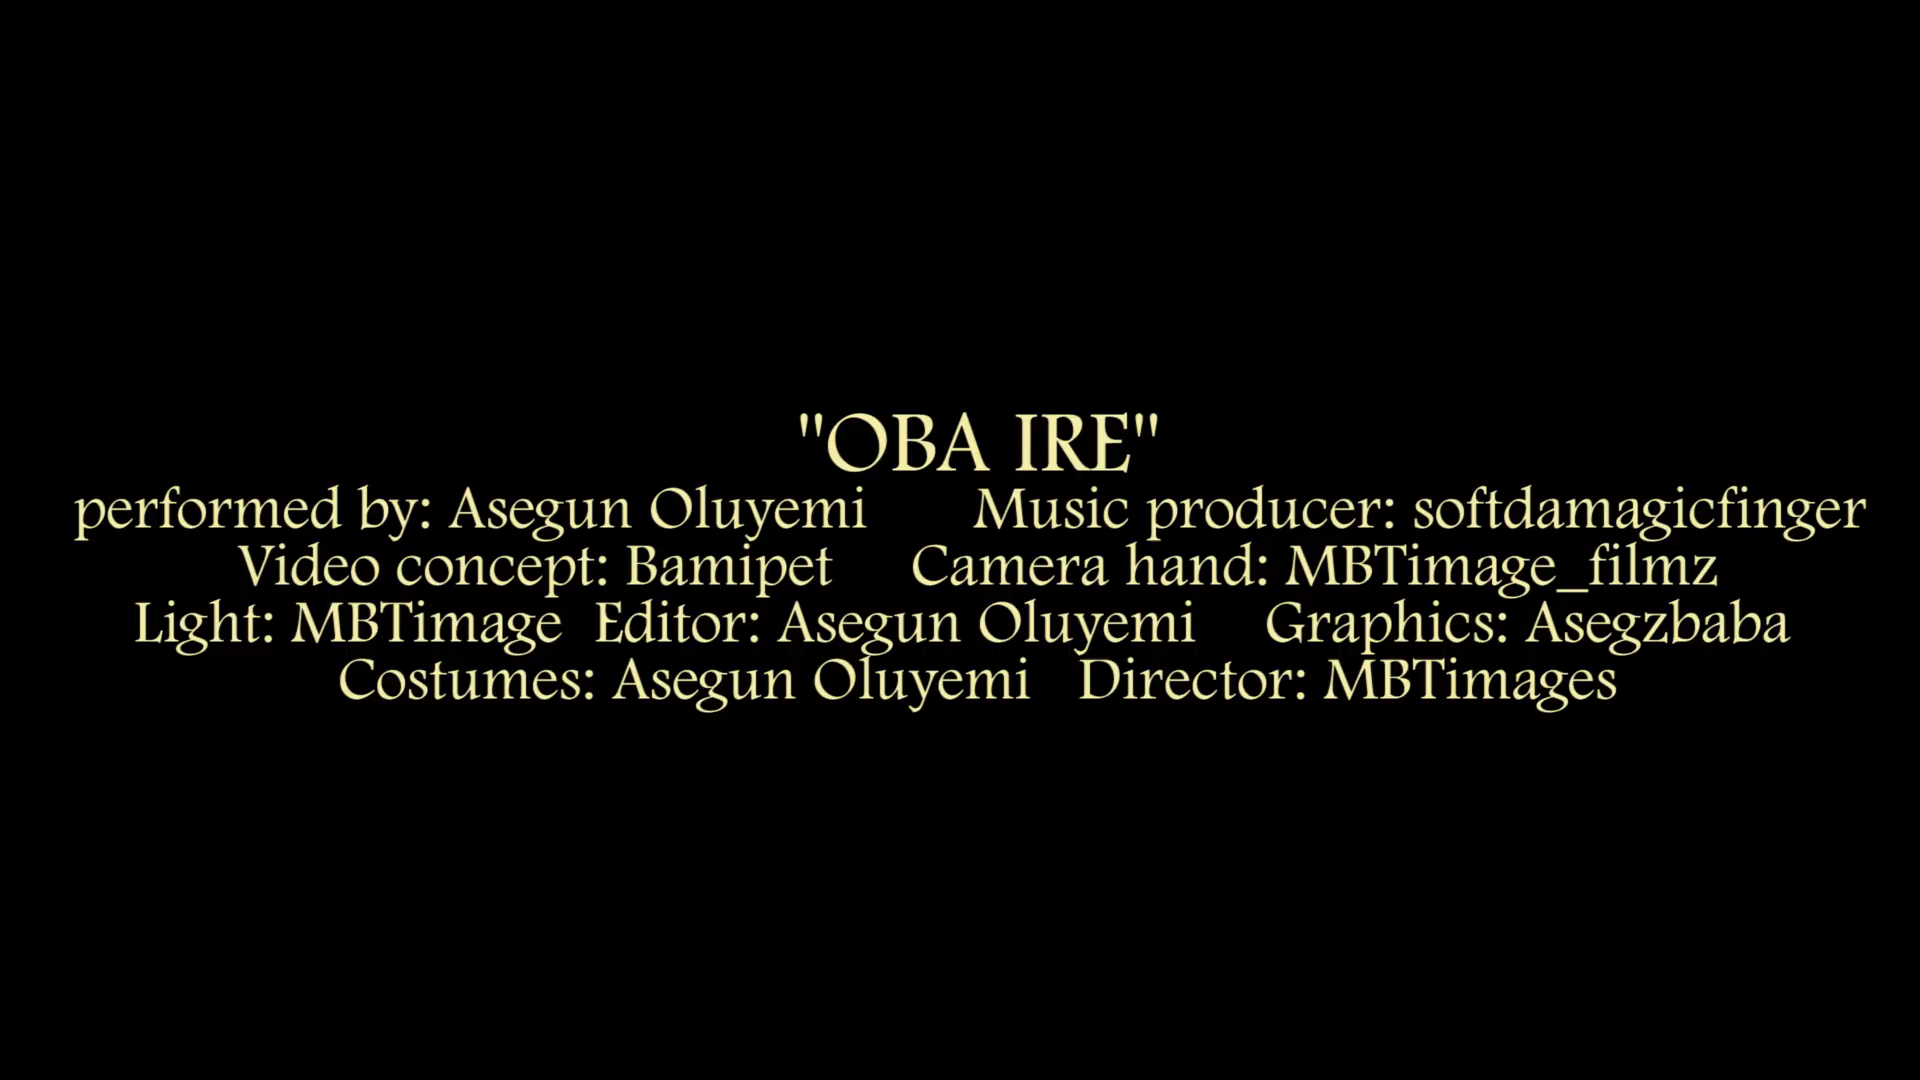 "OBA IRE"
performed by: Asegun Oluyemi Music producer: softdamagicfinger
Video concept: Bamipet Camera hand: MBTimage_filmz
Light: MBTimage Editor: Asegun Oluyemi Graphics: Asegzbaba
Costumes: Asegun Oluyemi Director: MBTimages